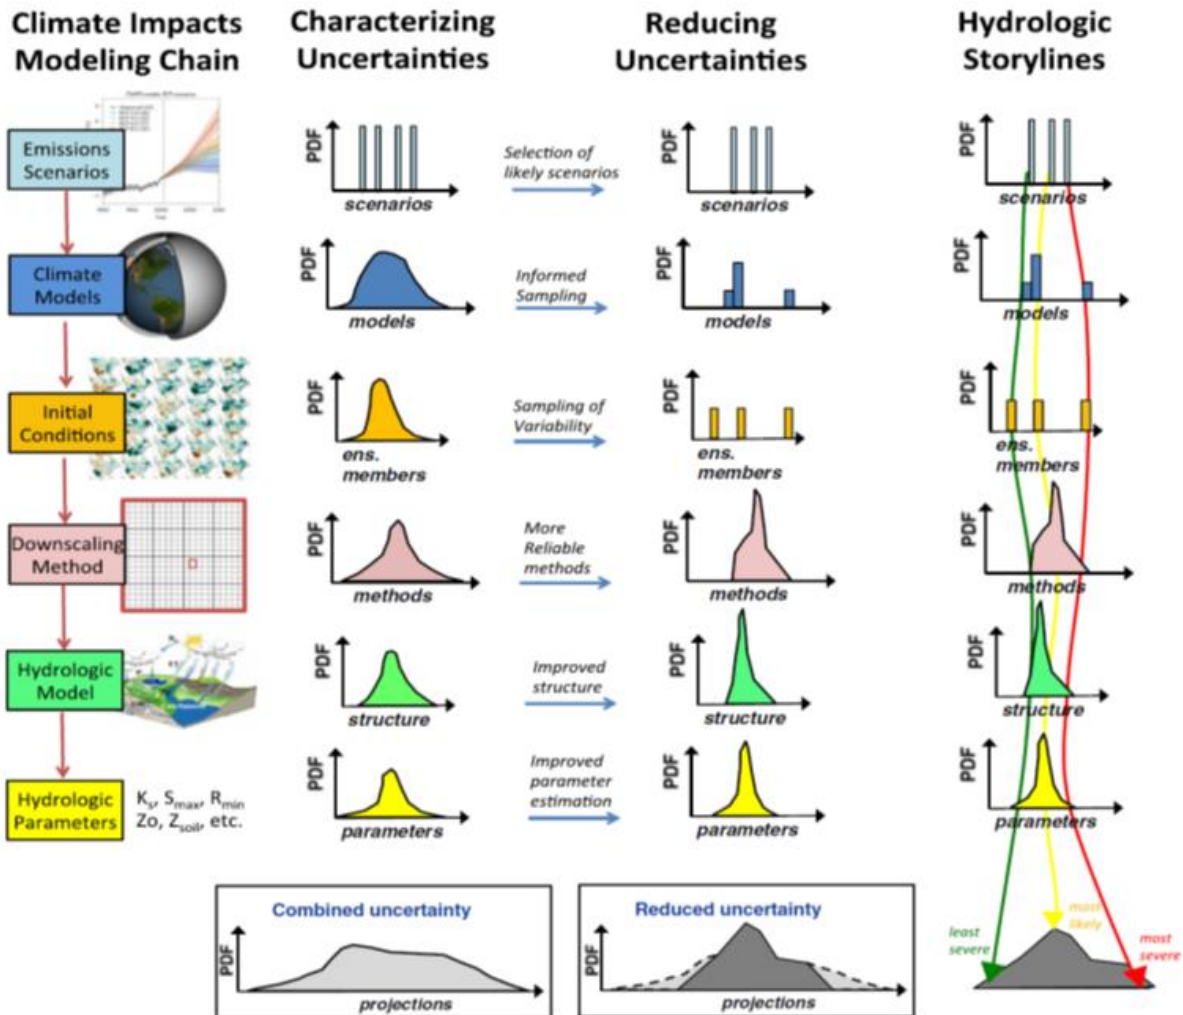 Climate Impacts
Modeling Chain
Characterizing
Uncertainties
Reducing
Uncertainties
Hydrologic
Storylines
Emissions
Scenarios
PDF
scenarios
Selection of
likely scenarios
PDF
scenarios
PDF
scenarios
Climate
Models
PDF
models
Informed
Sampling
PDF
models
PDF
models
Initial
Conditions
PDF
ens.
members
Sampling of
Variability
PDF
ens.
members
PDF
ens.
members
Downscaling
Method
PDF
methods
More
Reliable
methods
PDF
methods
PDF
methods
Hydrologic
Model
PDF
structure
Improved
structure
PDF
structure
PDF
structure
Hydrologic
Parameters
Ks, Smax, Rmin
Zo, Zsoil, etc.
PDF
parameters
Improved
parameter
estimation
PDF
parameters
PDF
parameters
Combined uncertainty
PDF
projections
Reduced uncertainty
PDF
projections
least
severe
most
likely
most
severe